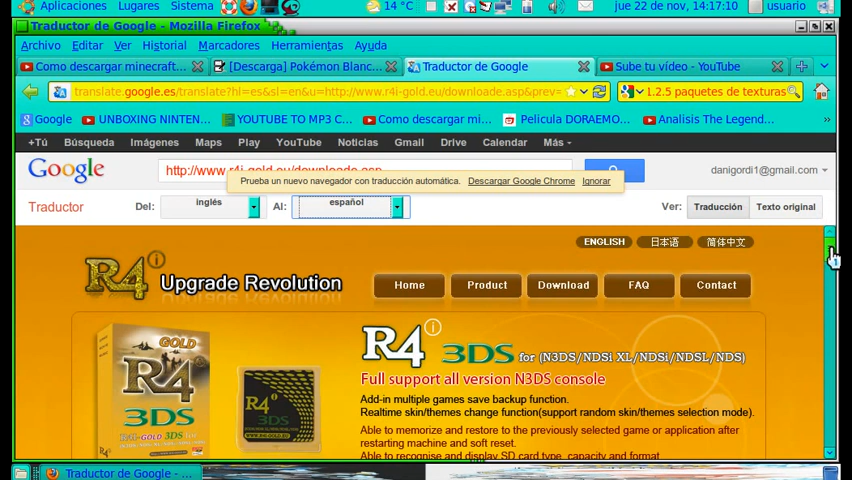 Aplicaciones Lugares Sistema 14 °C jue 22 de nov, 14:17:10 usuario
Traductor de Google - Mozilla Firefox
Archivo Editar Ver Historial Marcadores Herramientas Ayuda
Como descargar minecraft... [Descarga] Pokémon Blanc... Traductor de Google Sube tu vídeo - YouTube
translate.google.es/translate?hl=es&sl=en&u=http://www.r4i-gold.eu/downloade.asp&prev= 1.2.5 paquetes de texturas
Google UNBOXING NINTEN... YOUTUBE TO MP3 C... Como descargar mi... Pelicula DORAEMO... Analisis The Legend...
+Tú Búsqueda Imágenes Maps Play YouTube Noticias Gmail Drive Calendar Más
Google http://www.r4i-gold.eu/downloade.asp danigordi1@gmail.com
Prueba un nuevo navegador con traducción automática. Descargar Google Chrome Ignorar
Traductor Del: inglés Al: español Ver: Traducción Texto original
ENGLISH 日本语 简体中文
R4i Upgrade Revolution
Home Product Download FAQ Contact
R4i 3DS for (N3DS/NDSi XL/NDSi/NDSL/NDS)
Full support all version N3DS console
Add-in multiple games save backup function.
Realtime skin/themes change function(support random skin/themes selection mode).
Able to memorize and restore to the previously selected game or application after
restarting machine and soft reset.
Able to recognise and display SD card type, capacity and format
GOLD
R4i
3DS
R4i
3DS
Traductor de Google - ...